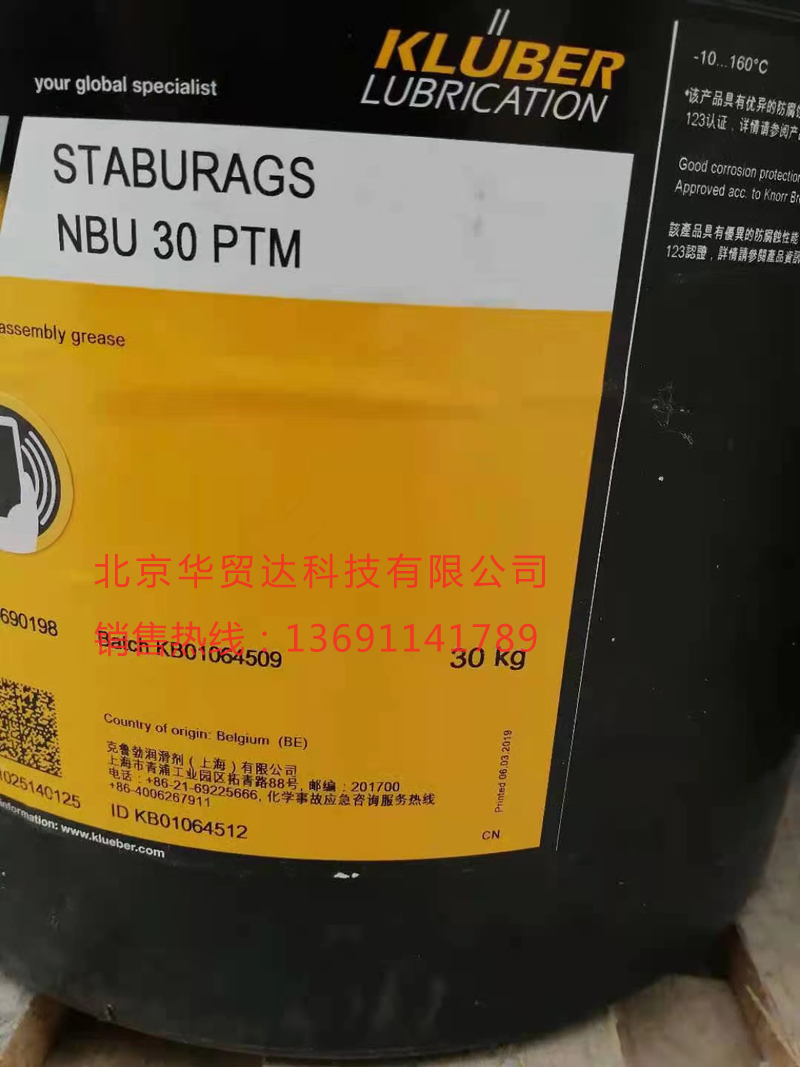 KLÜBER
LUBRICATION
your global specialist
STABURAGS
NBU 30 PTM
assembly grease
-10...160°C
*该产品具有优异的防腐蚀
123认证，详情请参阅产
Good corrosion protection
Approved acc. to Knorr
該產品具有優異的防腐蝕性能
123認證，詳情請參閱產品資
北京华贸达科技有限公司
销售热线：13691141789
690198
Batch KB01064509
30 kg
Country of origin: Belgium (BE)
克鲁勃润滑剂（上海）有限公司
上海市青浦工业园区拓青路88号，邮编：201700
电话：+86-21-69225666, 化学事故应急咨询服务热线
+86-4006267911
1025140125
ID KB01064512
Printed 06.03.2019
CN
information: www.klueber.com